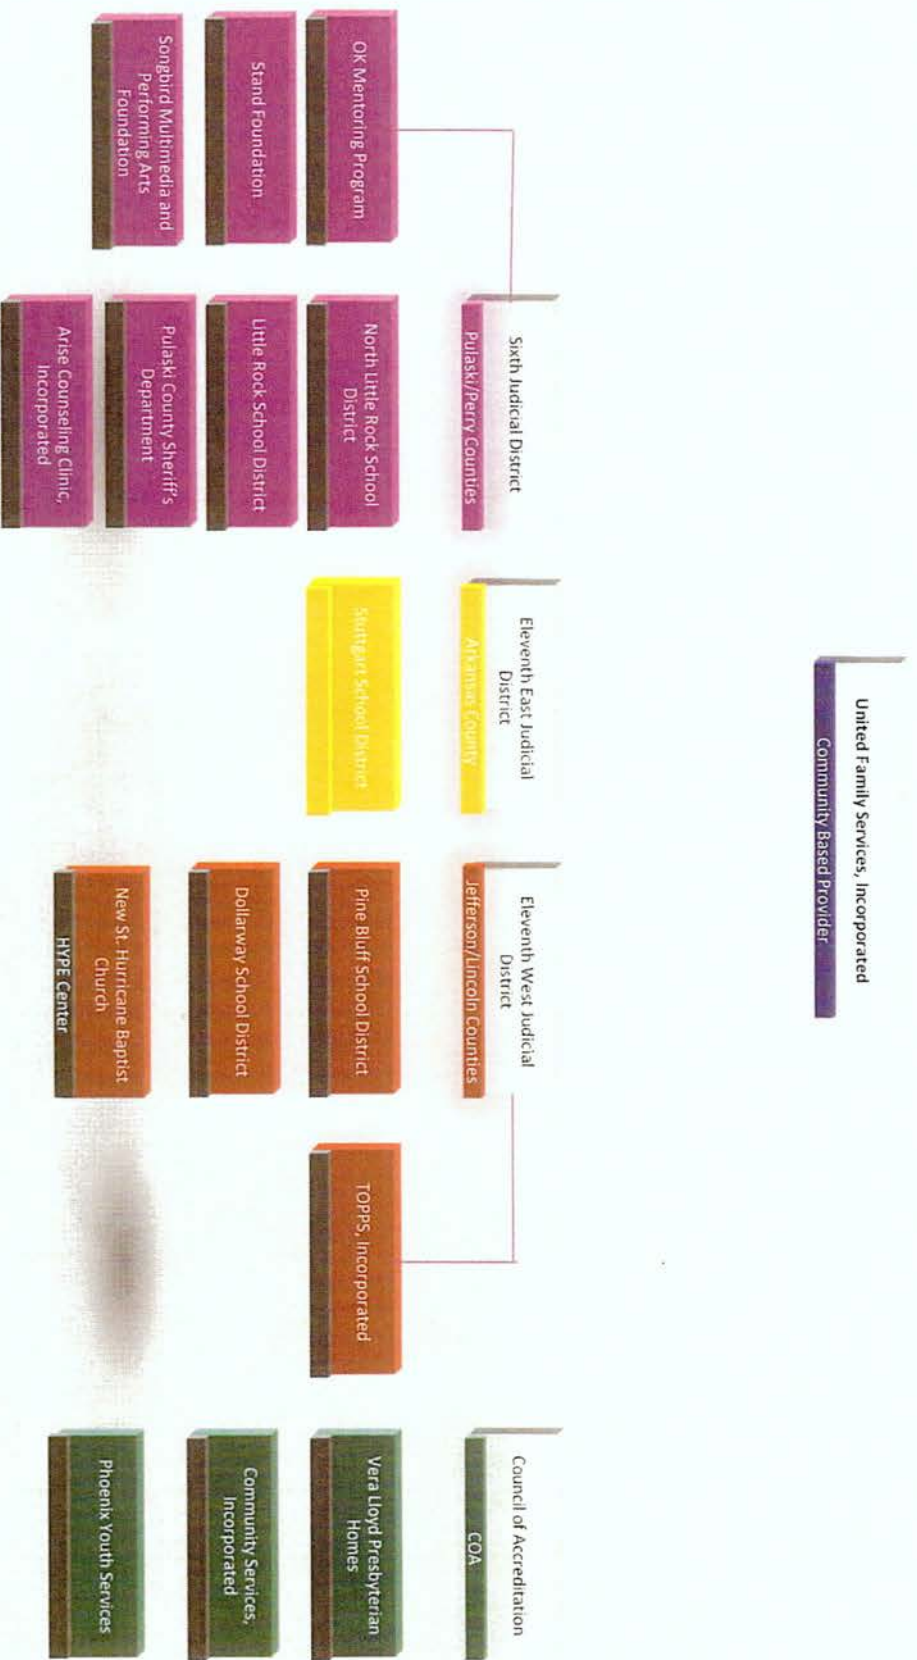 United Family Services, Incorporated
Community Based Provider
Sixth Judicial District
Pulaski/Perry Counties
Eleventh East Judicial
District
Arkansas County
Eleventh West Judicial
District
Jefferson/Lincoln Counties
Council of Accreditation
COA
OK Mentoring Program
North Little Rock School
District
Stuttgart School District
Pine Bluff School District
TOPPS, Incorporated
Vera Lloyd Presbyterian
Homes
Stand Foundation
Little Rock School District
Dollarway School District
Community Services,
Incorporated
Songbird Multimedia and
Performing Arts
Foundation
Pulaski County Sheriff's
Department
New St. Hurricane Baptist
Church
HYPE Center
Phoenix Youth Services
Arise Counseling Clinic,
Incorporated